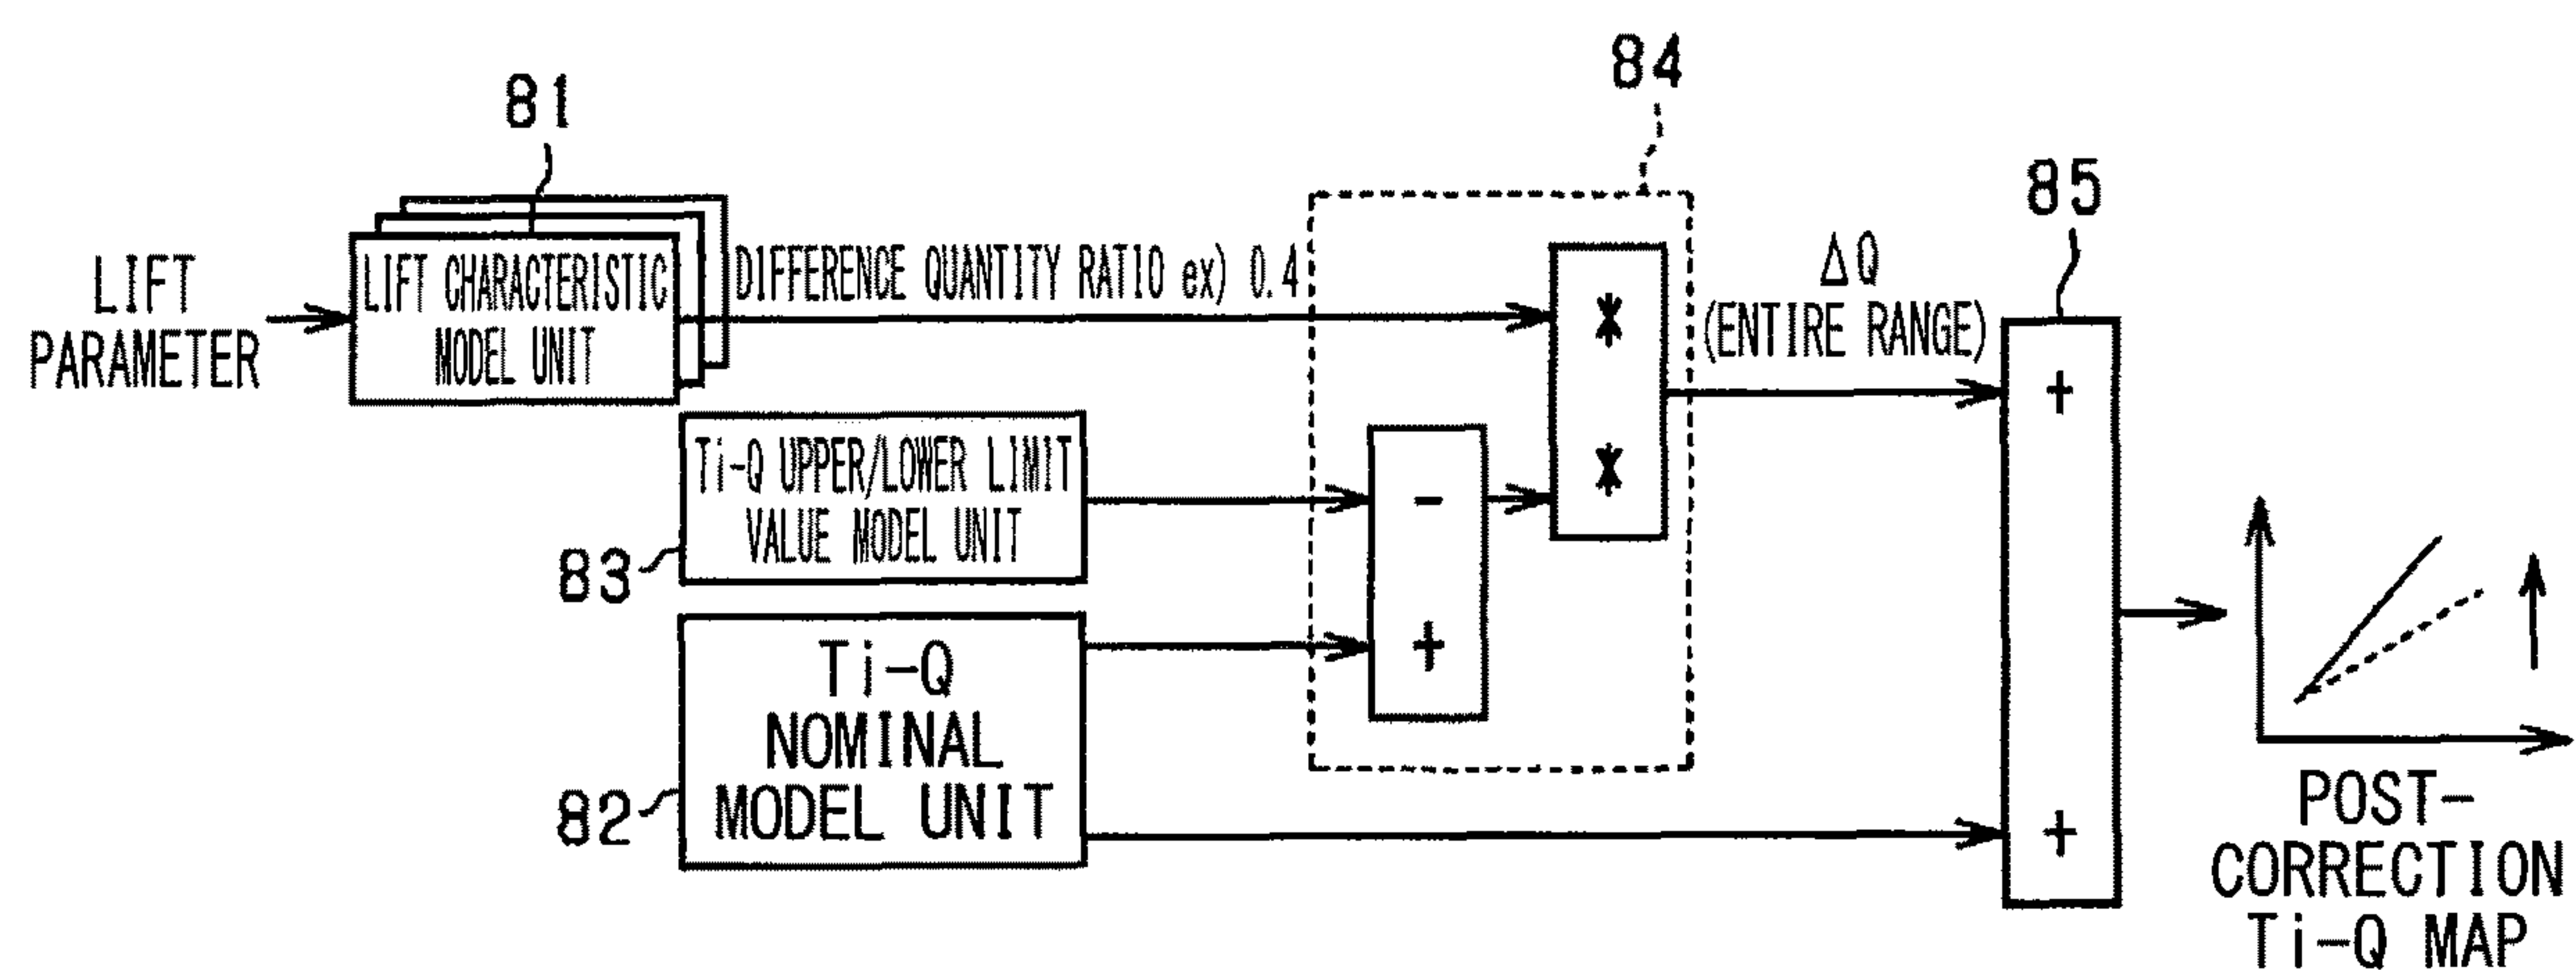 84
81
85
LIFT
PARAMETER
LIFT CHARACTERISTIC
MODEL UNIT
DIFFERENCE QUANTITY RATIO ex) 0.4
*
*
ΔQ
(ENTIRE RANGE)
+
Ti-Q UPPER/LOWER LIMIT
VALUE MODEL UNIT
83
-
+
Ti-Q
NOMINAL
MODEL UNIT
82
+
POST-
CORRECTION
Ti-Q MAP